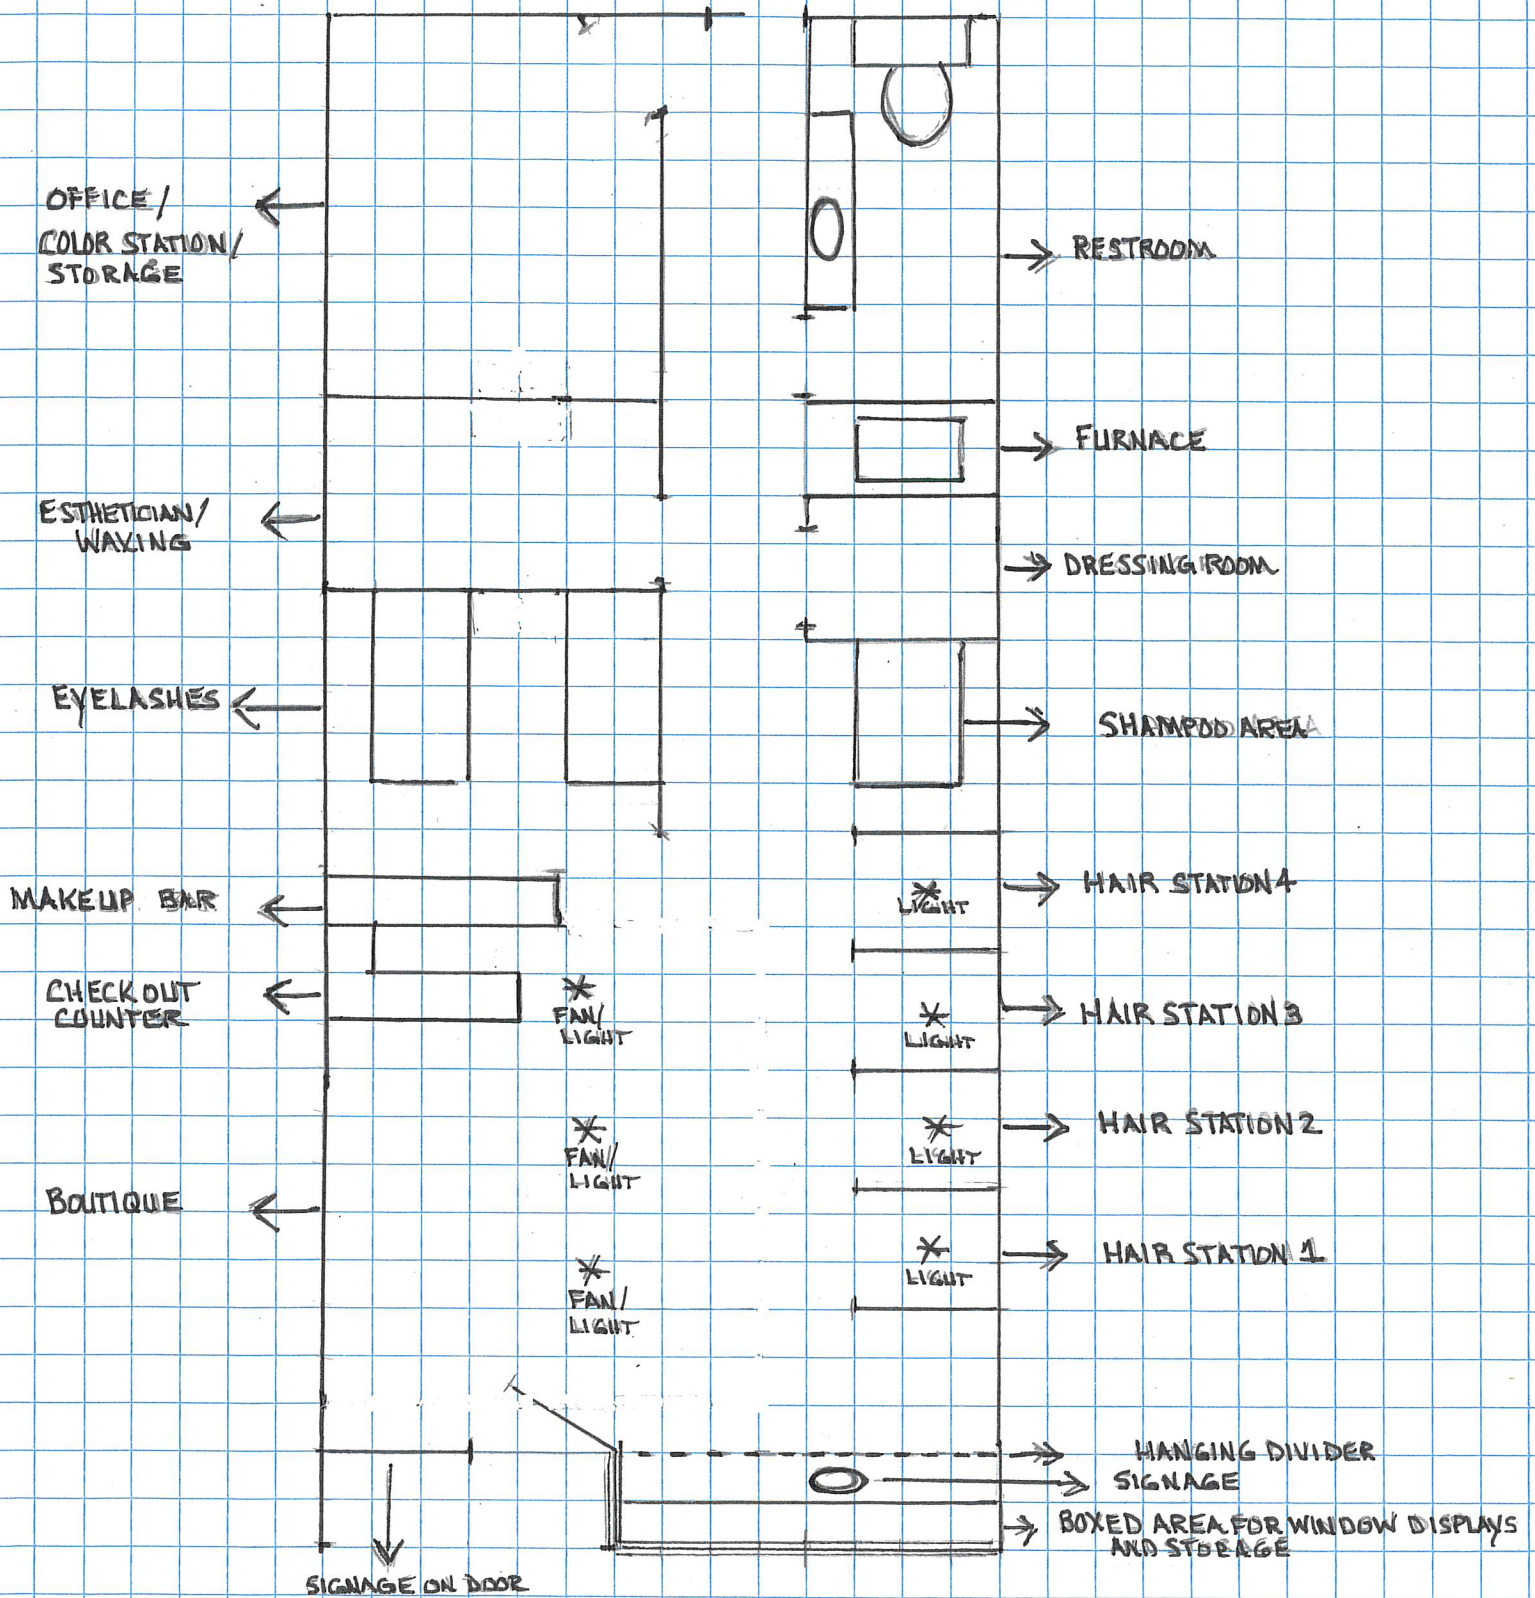 OFFICE/
COLOR STATION/
STORAGE
RESTROOM
FURNACE
ESTHETICIAN/
WAXING
DRESSING ROOM
EYELASHES
SHAMPOO AREA
MAKEUP BAR
LIGHT
HAIR STATION 4
CHECKOUT
COUNTER
FAN/
LIGHT
LIGHT
HAIR STATION 3
FAN/
LIGHT
LIGHT
HAIR STATION 2
BOUTIQUE
FAN/
LIGHT
LIGHT
HAIR STATION 1
HANGING DIVIDER
SIGNAGE
BOXED AREA FOR WINDOW DISPLAYS
AND STORAGE
SIGNAGE ON DOOR